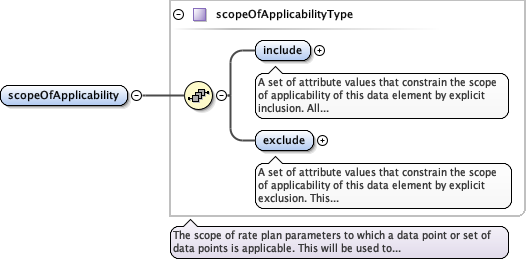 scopeOfApplicabilityType
include
A set of attribute values that constrain the scope
of applicability of this data element by explicit
inclusion. All...
scopeOfApplicability
exclude
A set of attribute values that constrain the scope
of applicability of this data element by explicit
exclusion. This...
The scope of rate plan parameters to which a data point or set of
data points is applicable. This will be used to...